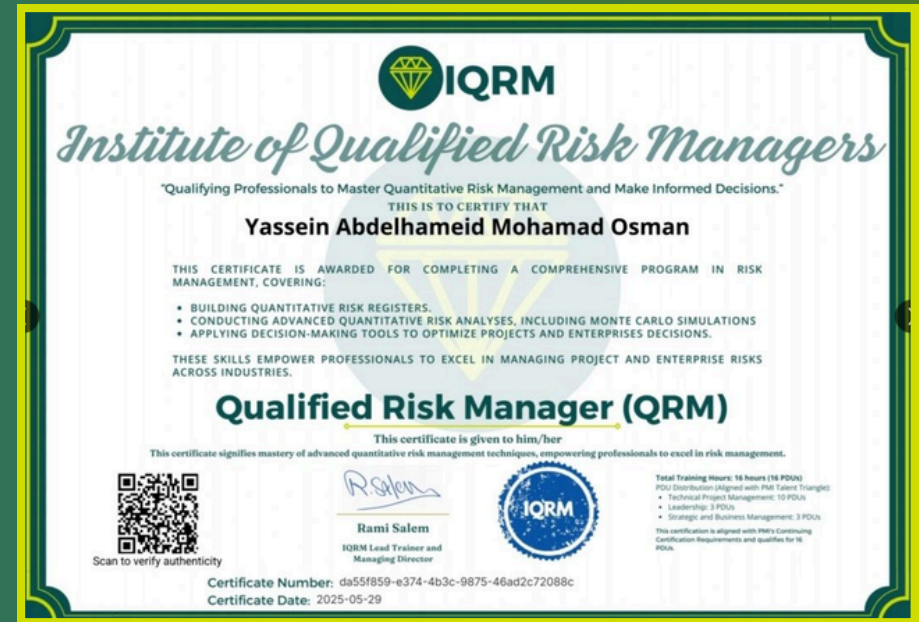 IQRM
Institute of Qualified Risk Managers
"Qualifying Professionals to Master Quantitative Risk Management and Make Informed Decisions."
THIS IS TO CERTIFY THAT
Yassein Abdelhameid Mohamad Osman
THIS CERTIFICATE IS AWARDED FOR COMPLETING A COMPREHENSIVE PROGRAM IN RISK
MANAGEMENT, COVERING:
• BUILDING QUANTITATIVE RISK REGISTERS.
• CONDUCTING ADVANCED QUANTITATIVE RISK ANALYSES, INCLUDING MONTE CARLO SIMULATIONS
• APPLYING DECISION-MAKING TOOLS TO OPTIMIZE PROJECTS AND ENTERPRISES DECISIONS.
THESE SKILLS EMPOWER PROFESSIONALS TO EXCEL IN MANAGING PROJECT AND ENTERPRISE RISKS
ACROSS INDUSTRIES.
Qualified Risk Manager (QRM)
This certificate is given to him/her
This certificate signifies mastery of advanced quantitative risk management techniques, empowering professionals to excel in risk management.
Scan to verify authenticity
R.Salem
Rami Salem
IQRM Lead Trainer and
Managing Director
IQRM
Total Training Hours: 16 hours (16 PDUs)
PDU Distribution (Aligned with PMI Talent Triangle):
• Technical Project Management: 10 PDUs
• Leadership: 3 PDUs
• Strategic and Business Management: 3 PDUs
This certification is aligned with PMI's Continuing
Certification Requirements and qualifies for 16
PDUs.
Certificate Number: da55f859-e374-4b3c-9875-46ad2c72088c
Certificate Date: 2025-05-29